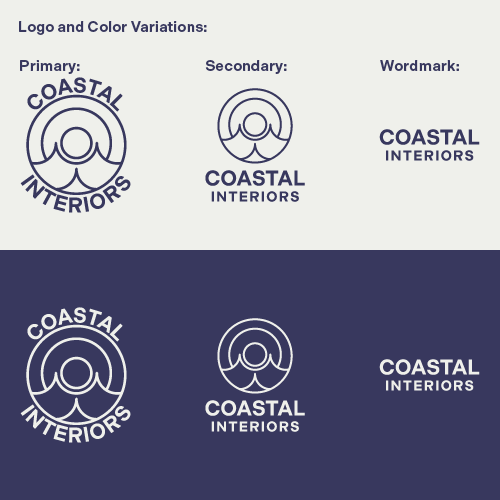 Logo and Color Variations:
Primary:
Secondary:
Wordmark:
COASTAL
INTERIORS
COASTAL
INTERIORS
COASTAL
INTERIORS
COASTAL
INTERIORS
COASTAL
INTERIORS
COASTAL
INTERIORS